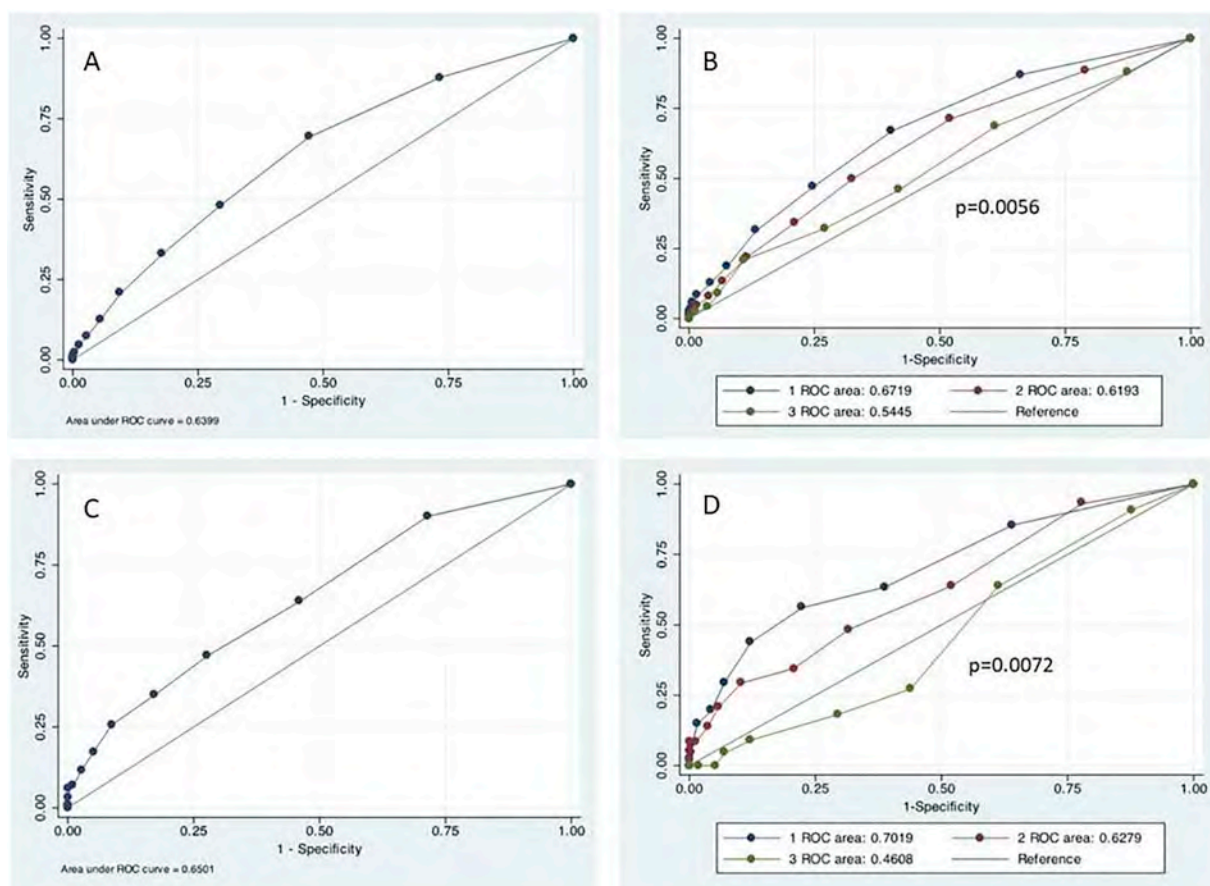 A
Sensitivity
1.00
0.75
0.50
0.25
0.00
0.00 0.25 0.50 0.75 1.00
1 - Specificity
Area under ROC curve = 0.6399
B
Sensitivity
1.00
0.75
0.50
0.25
0.00
p=0.0056
0.00 0.25 0.50 0.75 1.00
1-Specificity
1 ROC area: 0.6719 2 ROC area: 0.6193
3 ROC area: 0.5445 Reference
C
Sensitivity
1.00
0.75
0.50
0.25
0.00
0.00 0.25 0.50 0.75 1.00
1 - Specificity
Area under ROC curve = 0.6501
D
Sensitivity
1.00
0.75
0.50
0.25
0.00
p=0.0072
0.00 0.25 0.50 0.75 1.00
1-Specificity
1 ROC area: 0.7019 2 ROC area: 0.6279
3 ROC area: 0.4608 Reference